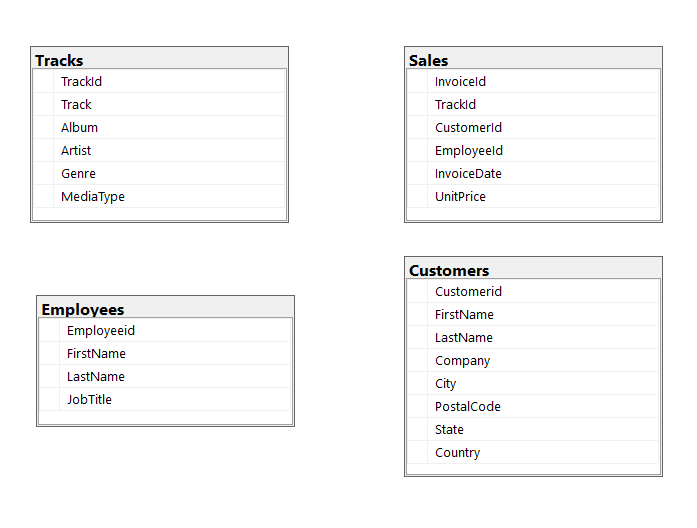 Tracks
TrackId
Track
Album
Artist
Genre
MediaType
Sales
InvoiceId
TrackId
CustomerId
EmployeeId
InvoiceDate
UnitPrice
Employees
Employeeid
FirstName
LastName
JobTitle
Customers
Customerid
FirstName
LastName
Company
City
PostalCode
State
Country